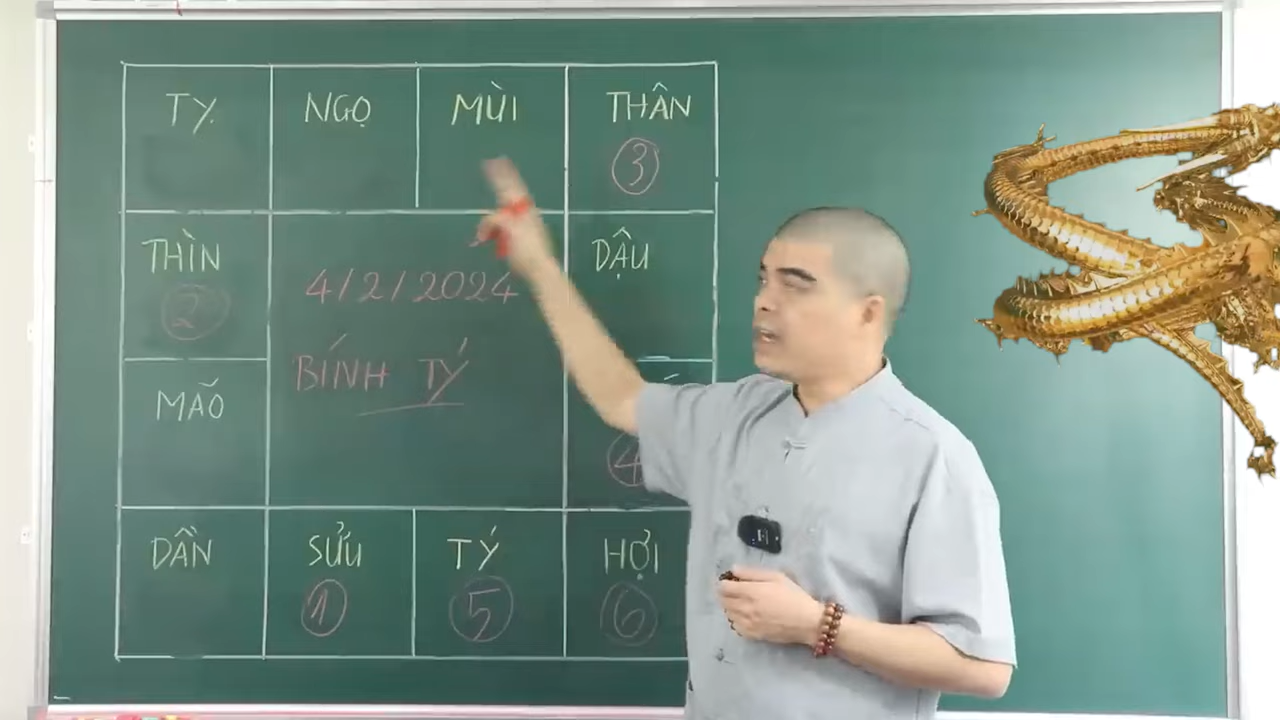 TỴ NGỌ MÙI THÂN
3
THÌN DẬU
2
4/2/2024
BÍNH TÝ
MÃO
4
DẦN SỬU TÝ HỢI
1 5 6